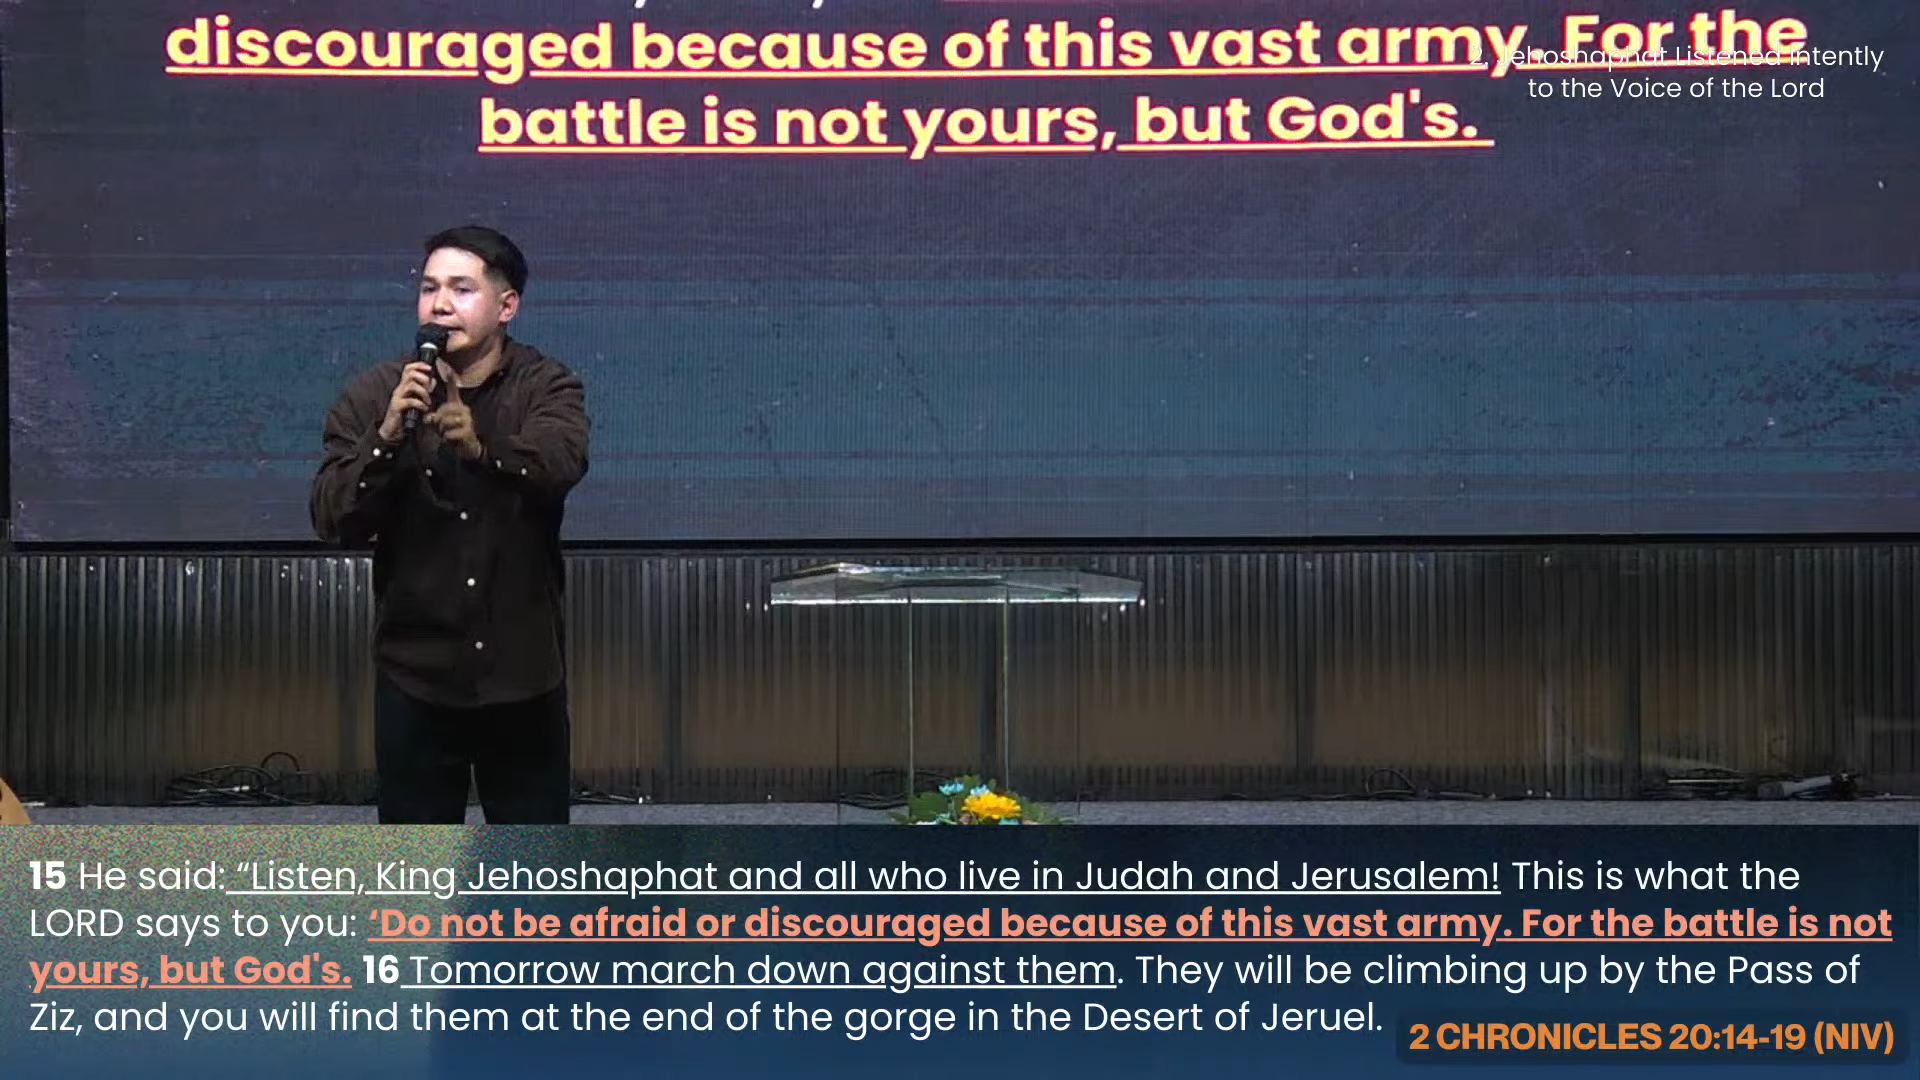 discouraged because of this vast army. For the
battle is not yours, but God's.
2. Jehoshaphat Listened Intently
to the Voice of the Lord
15 He said: “Listen, King Jehoshaphat and all who live in Judah and Jerusalem! This is what the
LORD says to you: ‘Do not be afraid or discouraged because of this vast army. For the battle is not
yours, but God's. 16 Tomorrow march down against them. They will be climbing up by the Pass of
Ziz, and you will find them at the end of the gorge in the Desert of Jeruel.
2 CHRONICLES 20:14-19 (NIV)